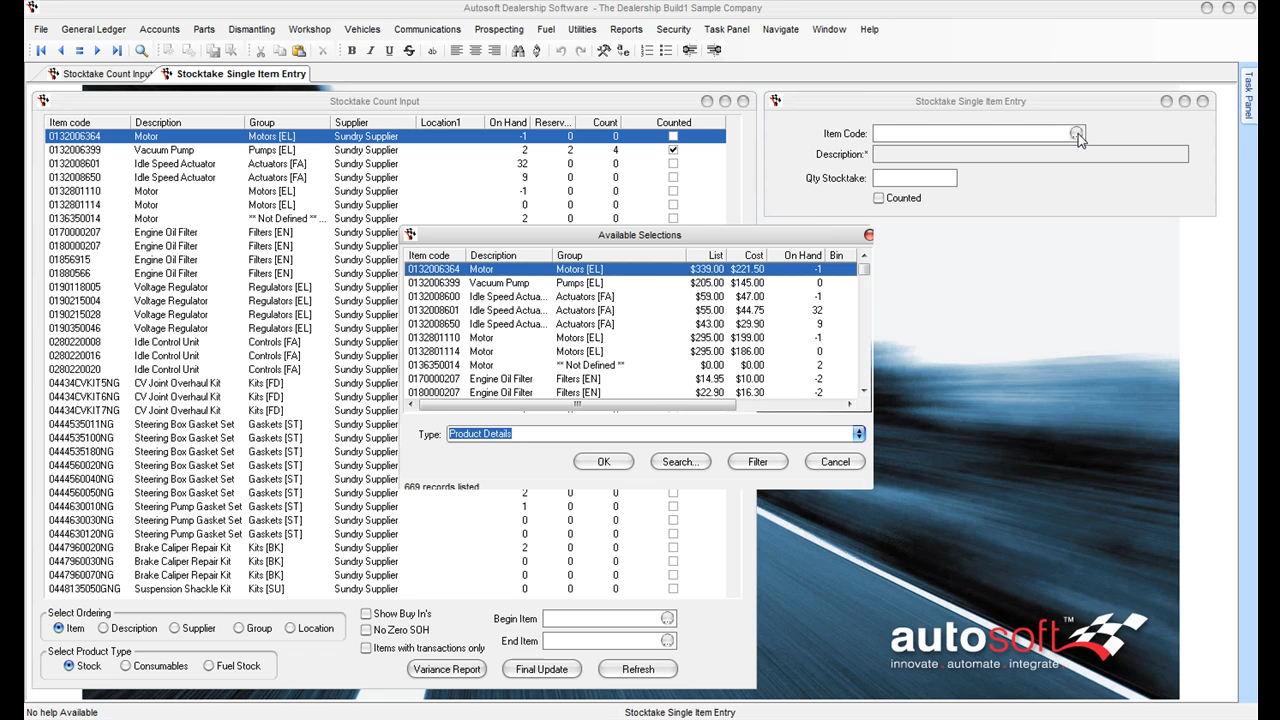 Autosoft Dealership Software - The Dealership Build1 Sample Company
File General Ledger Accounts Parts Dismantling Workshop Vehicles Communications Prospecting Fuel Utilities Reports Security Task Panel Navigate Window Help
Stocktake Count Input Stocktake Single Item Entry
Task Panel
Stocktake Count Input
Item code Description Group Supplier Location1 On Hand Reserv... Count Counted
0132006364 Motor Motors [EL] Sundry Supplier -1 0 0
0132006399 Vacuum Pump Pumps [EL] Sundry Supplier 2 2 4
0132008601 Idle Speed Actuator Actuators [FA] Sundry Supplier 32 0 0
0132008650 Idle Speed Actuator Actuators [FA] Sundry Supplier 9 0 0
0132801110 Motor Motors [EL] Sundry Supplier -1 0 0
0132801114 Motor Motors [EL] Sundry Supplier 0 0 0
0136350014 Motor ** Not Defined ** ... Sundry Supplier 2 0 0
0170000207 Engine Oil Filter Filters [EN] Sundry Supplier
0180000207 Engine Oil Filter Filters [EN] Sundry Supplier
01856915 Engine Oil Filter Filters [EN] Sundry Supplier
01880566 Engine Oil Filter Filters [EN] Sundry Supplier
0190118005 Voltage Regulator Regulators [EL] Sundry Supplier
0190215004 Voltage Regulator Regulators [EL] Sundry Supplier
0190215028 Voltage Regulator Regulators [EL] Sundry Supplier
0190350046 Voltage Regulator Regulators [EL] Sundry Supplier
0280220008 Idle Control Unit Controls [FA] Sundry Supplier
0280220016 Idle Control Unit Controls [FA] Sundry Supplier
0280220020 Idle Control Unit Controls [FA] Sundry Supplier
04434CVKIT5NG CV Joint Overhaul Kit Kits [FD] Sundry Supplier
04434CVKIT6NG CV Joint Overhaul Kit Kits [FD] Sundry Supplier
04434CVKIT7NG CV Joint Overhaul Kit Kits [FD] Sundry Supplier
0444535011NG Steering Box Gasket Set Gaskets [ST] Sundry Supplier
0444535100NG Steering Box Gasket Set Gaskets [ST] Sundry Supplier
0444535180NG Steering Box Gasket Set Gaskets [ST] Sundry Supplier
0444560020NG Steering Box Gasket Set Gaskets [ST] Sundry Supplier
0444560030NG Steering Box Gasket Set Gaskets [ST] Sundry Supplier
0444560050NG Steering Box Gasket Set Gaskets [ST] Sundry Supplier 2 0 0
0444610020NG Steering Pump Gasket Set Gaskets [ST] Sundry Supplier 1 0 0
0444630030NG Steering Pump Gasket Set Gaskets [ST] Sundry Supplier 0 0 0
0444630120NG Steering Pump Gasket Set Gaskets [ST] Sundry Supplier 0 0 0
0447960020NG Brake Caliper Repair Kit Kits [BK] Sundry Supplier 2 0 0
0447960030NG Brake Caliper Repair Kit Kits [BK] Sundry Supplier 0 0 0
0447960070NG Brake Caliper Repair Kit Kits [BK] Sundry Supplier 0 0 0
0448135050GNG Suspension Shackle Kit Kits [SU] Sundry Supplier 0 0 0
Select Ordering
Item Description Supplier Group Location
Select Product Type
Stock Consumables Fuel Stock
Show Buy In's
No Zero SOH
Items with transactions only
Begin Item
End Item
Variance Report Final Update Refresh
Stocktake Single Item Entry
Item Code:
Description:*
Qty Stocktake:
Counted
Available Selections
Item code Description Group List Cost On Hand Bin
0132006364 Motor Motors [EL] $339.00 $221.50 -1
0132006399 Vacuum Pump Pumps [EL] $205.00 $145.00 0
0132008600 Idle Speed Actua... Actuators [FA] $59.00 $47.00 -1
0132008601 Idle Speed Actua... Actuators [FA] $55.00 $44.75 32
0132008650 Idle Speed Actua... Actuators [FA] $43.00 $29.90 9
0132801110 Motor Motors [EL] $295.00 $199.00 -1
0132801114 Motor Motors [EL] $295.00 $186.00 0
0136350014 Motor ** Not Defined ** $0.00 $0.00 2
0170000207 Engine Oil Filter Filters [EN] $14.95 $10.00 -2
0180000207 Engine Oil Filter Filters [EN] $22.90 $16.30 -2
Type: Product Details
OK Search... Filter Cancel
669 records listed
autosoft™
innovate . automate . integrate
No help Available Stocktake Single Item Entry